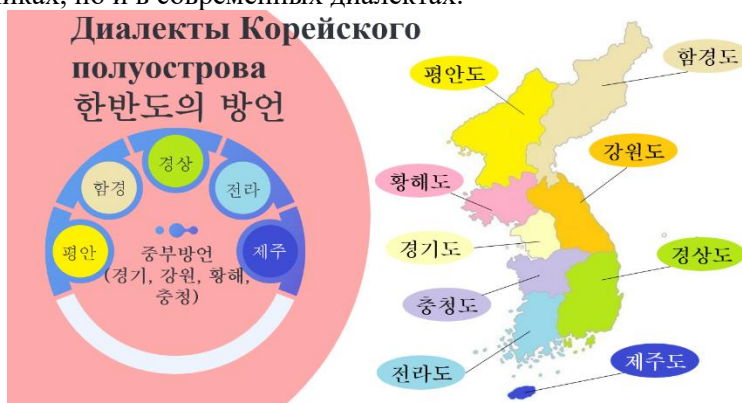 но и в современных диалектах.
Диалекты Корейского
полуострова
한반도의 방언
평안
함경
경상
전라
제주
중부방언
(경기, 강원, 황해,
충청)
평안도
함경도
강원도
황해도
경기도
경상도
충청도
전라도
제주도